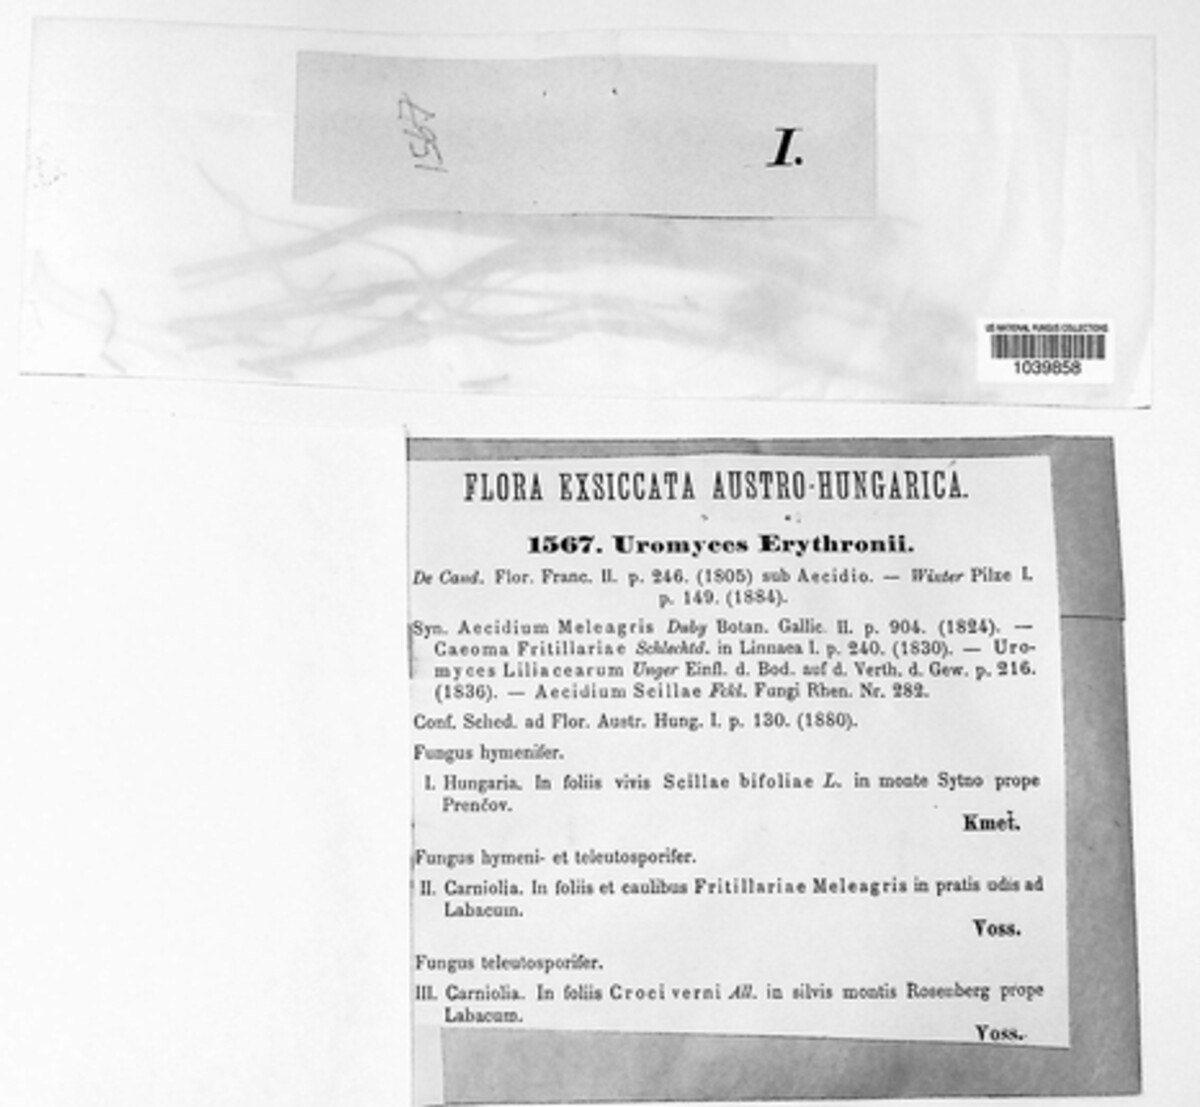 1567
I.
US NATIONAL FUNGUS COLLECTIONS
1039858
FLORA EXSICCATA AUSTRO-HUNGARICA.
1567. Uromyces Erythronii.
De Cand. Flor. Franc. II. p. 246. (1805) sub Aecidio. — Winter Pilze I.
p. 149. (1884).
Syn. Aecidium Meleagris Duby Botan. Gallic. II. p. 904. (1824). —
Caeoma Fritillariae Schlechtd. in Linnaea I. p. 240. (1830). — Uro-
myces Liliacearum Unger Einfl. d. Bod. auf d. Verth. d. Gew. p. 216.
(1836). — Aecidium Scillae Fckl. Fungi Rhen. Nr. 282.
Conf. Sched. ad Flor. Austr. Hung. I. p. 130. (1880).
Fungus hymenifer.
I. Hungaria. In foliis vivis Scillae bifoliae L. in monte Sytno prope
Prenčov.
Kmeť.
Fungus hymeni- et teleutosporifer.
II. Carniolia. In foliis et caulibus Fritillariae Meleagris in pratis udis ad
Labacum.
Voss.
Fungus teleutosporifer.
III. Carniolia. In foliis Croci verni All. in silvis montis Rosenberg prope
Labacum.
Voss.